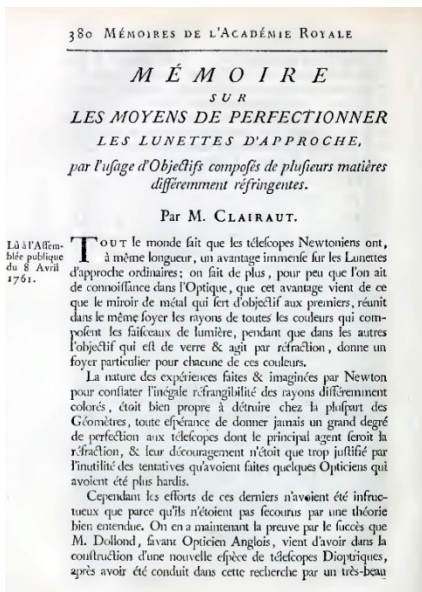 380 MÉMOIRES DE L'ACADÉMIE ROYALE
MÉMOIRE
SUR
LES MOYENS DE PERFECTIONNER
LES LUNETTES D'APPROCHE,
par l'uſage d'Objectifs compoſés de pluſieurs matières
différemment réfringentes.
Par M. CLAIRAUT.
Lû à l'Aſſem-
blée publique
du 8 Avril
1761.
TOUT le monde ſait que les téleſcopes Newtoniens ont,
à même longueur, un avantage immenſe ſur les Lunettes
d'approche ordinaires; on ſait de plus, pour peu que l'on ait
de connoiſſance dans l'Optique, que cet avantage vient de ce
que le miroir de métal qui ſert d'objectif aux premiers, réunit
dans le même foyer les rayons de toutes les couleurs qui com-
poſent les faiſceaux de lumière, pendant que dans les autres
l'objectif qui eſt de verre & agit par réfraction, donne un
foyer particulier pour chacune de ces couleurs.
La nature des expériences faites & imaginées par Newton
pour conſtater l'inégale réfrangibilité des rayons différemment
colorés, étoit bien propre à détruire chez la pluſpart des
Géomètres, toute eſpérance de donner jamais un grand degré
de perfection aux téleſcopes dont le principal agent ſeroit la
réfraction, & leur découragement n'étoit que trop juſtifié par
l'inutilité des tentatives qu'avoient faites quelques Opticiens qui
avoient été plus hardis.
Cependant les efforts de ces derniers n'avoient été infruc-
tueux que parce qu'ils n'étoient pas ſecourus par une théorie
bien entendue. On en a maintenant la preuve par le ſuccès que
M. Dollond, ſavant Opticien Anglois, vient d'avoir dans la
conſtruction d'une nouvelle eſpèce de téleſcopes Dioptriques,
après avoir été conduit dans cette recherche par un très-beau